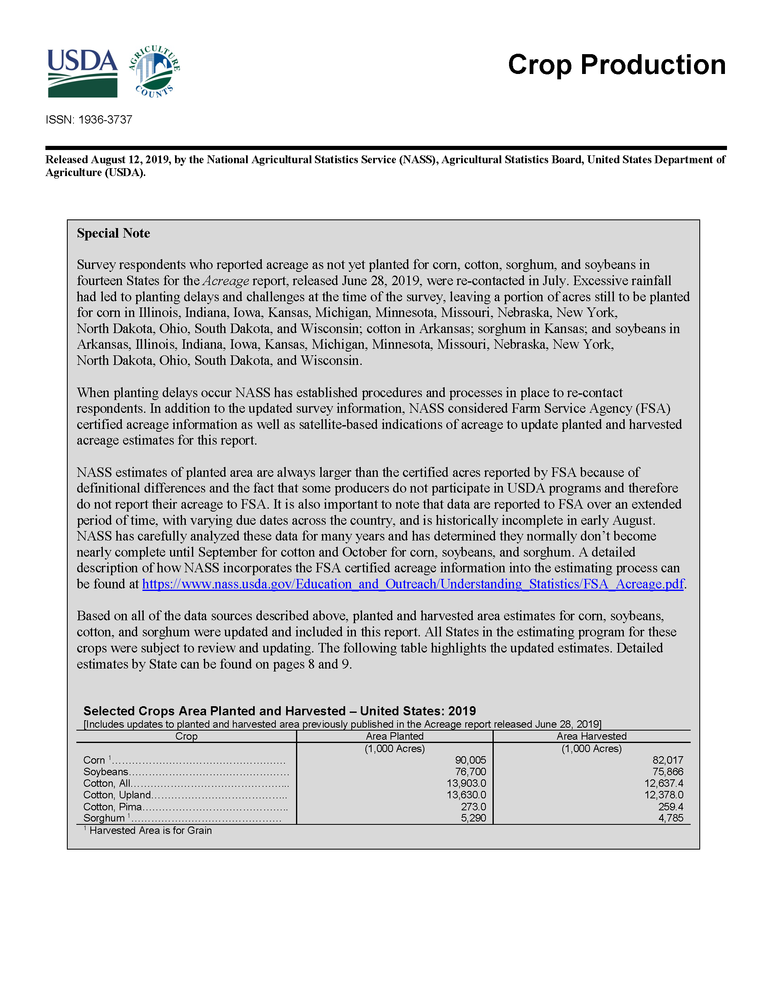 USDA
AGRICULTURE
COUNTS
Crop Production
ISSN: 1936-3737
Released August 12, 2019, by the National Agricultural Statistics Service (NASS), Agricultural Statistics Board, United States Department of
Agriculture (USDA).
Special Note
Survey respondents who reported acreage as not yet planted for corn, cotton, sorghum, and soybeans in
fourteen States for the Acreage report, released June 28, 2019, were re-contacted in July. Excessive rainfall
had led to planting delays and challenges at the time of the survey, leaving a portion of acres still to be planted
for corn in Illinois, Indiana, Iowa, Kansas, Michigan, Minnesota, Missouri, Nebraska, New York,
North Dakota, Ohio, South Dakota, and Wisconsin; cotton in Arkansas; sorghum in Kansas; and soybeans in
Arkansas, Illinois, Indiana, Iowa, Kansas, Michigan, Minnesota, Missouri, Nebraska, New York,
North Dakota, Ohio, South Dakota, and Wisconsin.
When planting delays occur NASS has established procedures and processes in place to re-contact
respondents. In addition to the updated survey information, NASS considered Farm Service Agency (FSA)
certified acreage information as well as satellite-based indications of acreage to update planted and harvested
acreage estimates for this report.
NASS estimates of planted area are always larger than the certified acres reported by FSA because of
definitional differences and the fact that some producers do not participate in USDA programs and therefore
do not report their acreage to FSA. It is also important to note that data are reported to FSA over an extended
period of time, with varying due dates across the country, and is historically incomplete in early August.
NASS has carefully analyzed these data for many years and has determined they normally don’t become
nearly complete until September for cotton and October for corn, soybeans, and sorghum. A detailed
description of how NASS incorporates the FSA certified acreage information into the estimating process can
be found at https://www.nass.usda.gov/Education_and_Outreach/Understanding_Statistics/FSA_Acreage.pdf.
Based on all of the data sources described above, planted and harvested area estimates for corn, soybeans,
cotton, and sorghum were updated and included in this report. All States in the estimating program for these
crops were subject to review and updating. The following table highlights the updated estimates. Detailed
estimates by State can be found on pages 8 and 9.
Selected Crops Area Planted and Harvested – United States: 2019
[Includes updates to planted and harvested area previously published in the Acreage report released June 28, 2019]
Crop Area Planted Area Harvested
(1,000 Acres) (1,000 Acres)
Corn ¹…………………………………………… 90,005 82,017
Soybeans………………………………………… 76,700 75,866
Cotton, All……………………………………….. 13,903.0 12,637.4
Cotton, Upland………………………………….. 13,630.0 12,378.0
Cotton, Pima……………………………………. 273.0 259.4
Sorghum ¹……………………………………… 5,290 4,785
¹ Harvested Area is for Grain